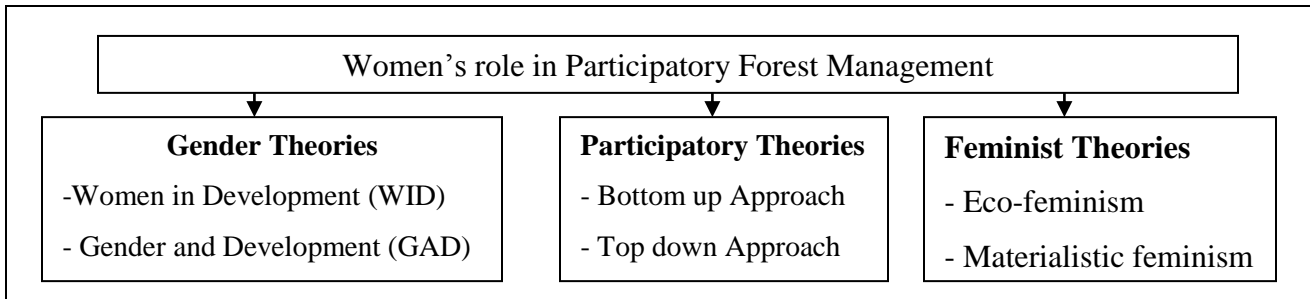 Women’s role in Participatory Forest Management
Gender Theories
-Women in Development (WID)
- Gender and Development (GAD)
Participatory Theories
- Bottom up Approach
- Top down Approach
Feminist Theories
- Eco-feminism
- Materialistic feminism